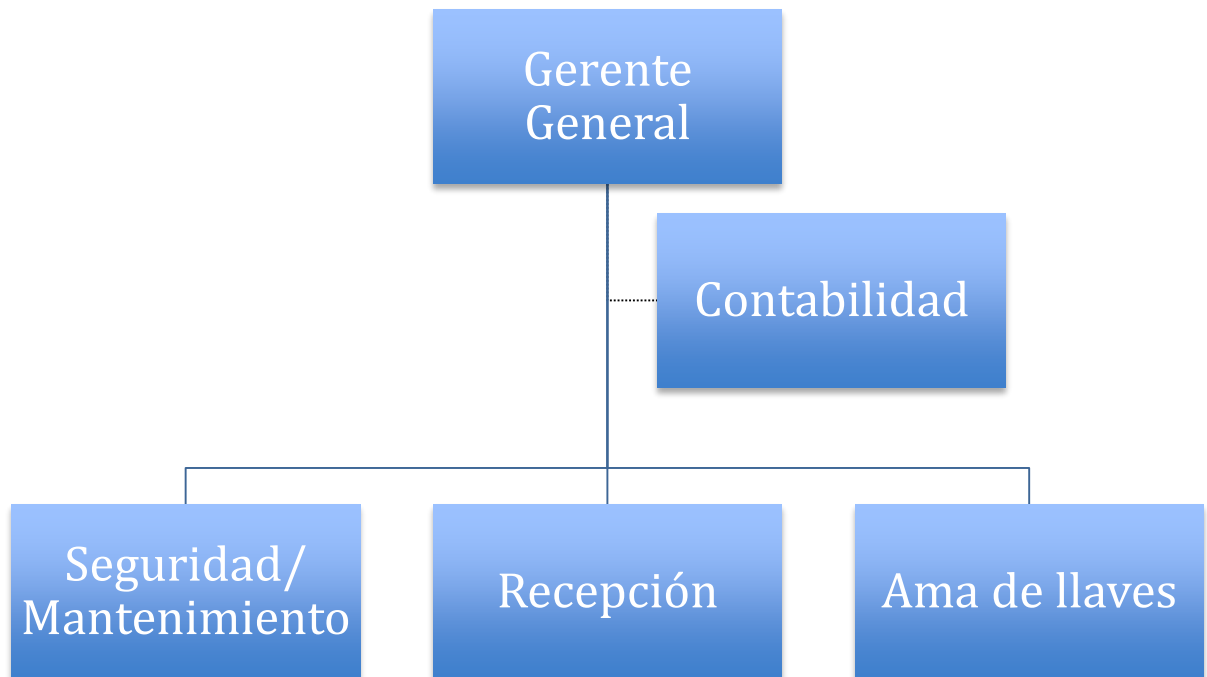 Gerente
General
Contabilidad
Seguridad/
Mantenimiento
Recepción
Ama de llaves